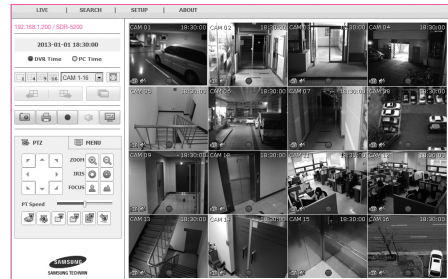 LIVE | SEARCH | SETUP | ABOUT
192.168.1.200 / SDR-5200
2013-01-01 18:30:00
DVR Time PC Time
1 4 9 16 CAM 1-16
PTZ MENU
ZOOM
IRIS
FOCUS
PT Speed
SAMSUNG
SAMSUNG TECHWIN
CAM 01 18:30:00
CAM 02 18:30:00
CAM 03 18:30:00
CAM 04 18:30:00
CAM 05 18:30:00
CAM 06 18:30:00
CAM 07 18:30:00
CAM 08 18:30:00
CAM 09 18:30:00
CAM 10 18:30:00
CAM 11 18:30:00
CAM 12 18:30:00
CAM 13 18:30:00
CAM 14 18:30:00
CAM 15 18:30:00
CAM 16 18:30:00